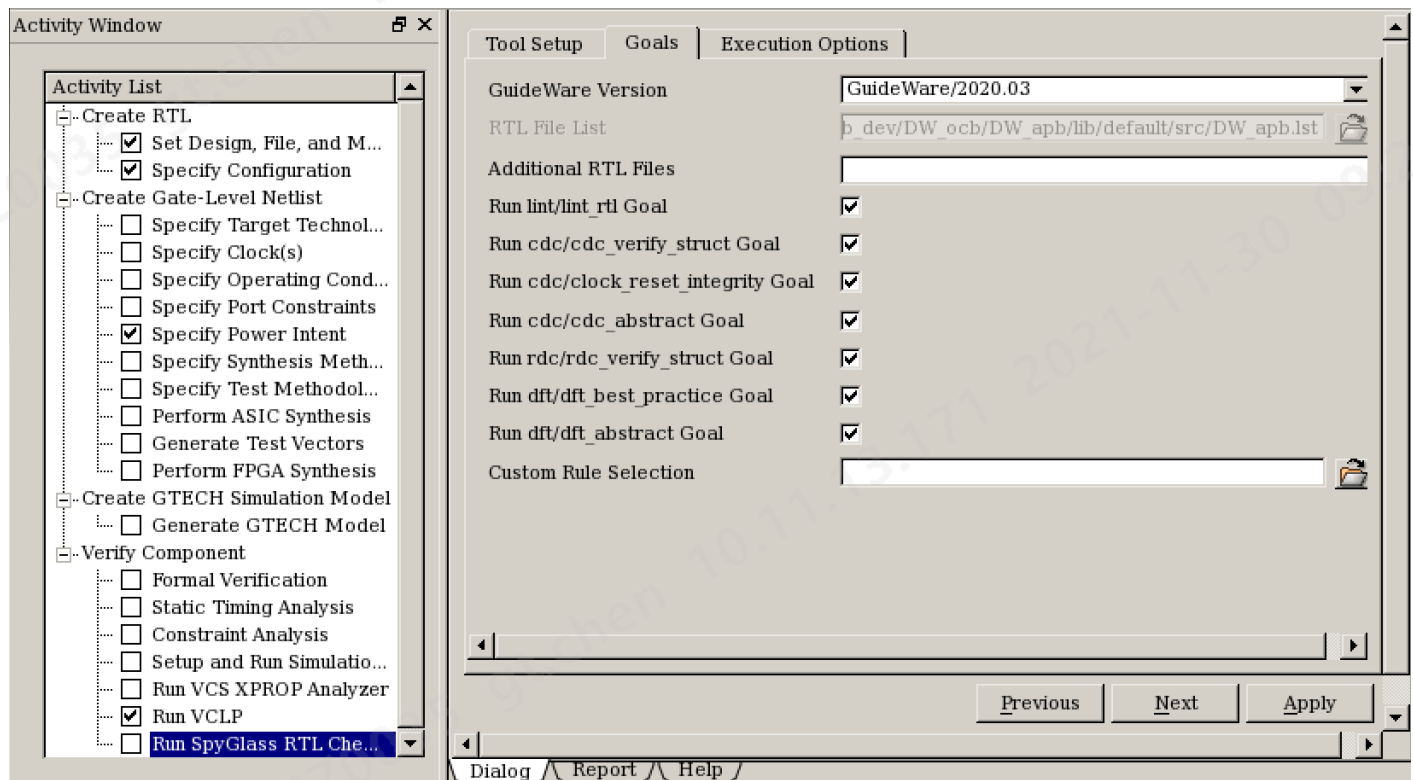 Activity Window
Activity List
Create RTL
Set Design, File, and M...
Specify Configuration
Create Gate-Level Netlist
Specify Target Technol...
Specify Clock(s)
Specify Operating Cond...
Specify Port Constraints
Specify Power Intent
Specify Synthesis Meth...
Specify Test Methodol...
Perform ASIC Synthesis
Generate Test Vectors
Perform FPGA Synthesis
Create GTECH Simulation Model
Generate GTECH Model
Verify Component
Formal Verification
Static Timing Analysis
Constraint Analysis
Setup and Run Simulatio...
Run VCS XPROP Analyzer
Run VCLP
Run SpyGlass RTL Che...
Tool Setup Goals Execution Options
GuideWare Version GuideWare/2020.03
RTL File List b_dev/DW_ocb/DW_apb/lib/default/src/DW_apb.lst
Additional RTL Files
Run lint/lint_rtl Goal
Run cdc/cdc_verify_struct Goal
Run cdc/clock_reset_integrity Goal
Run cdc/cdc_abstract Goal
Run rdc/rdc_verify_struct Goal
Run dft/dft_best_practice Goal
Run dft/dft_abstract Goal
Custom Rule Selection
Previous Next Apply
Dialog Report Help
10.11.13.171 2021-11-30